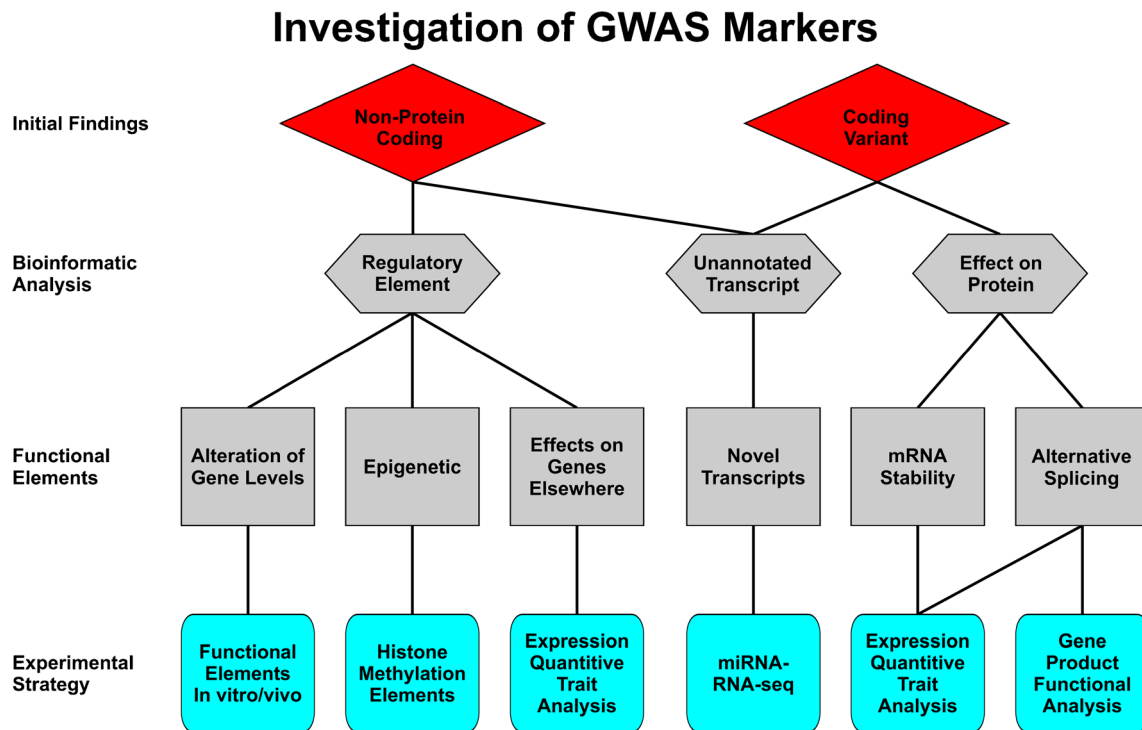 Investigation of GWAS Markers
Initial Findings
Non-Protein
Coding
Coding
Variant
Bioinformatic
Analysis
Regulatory
Element
Unannotated
Transcript
Effect on
Protein
Functional
Elements
Alteration of
Gene Levels
Epigenetic
Effects on
Genes
Elsewhere
Novel
Transcripts
mRNA
Stability
Alternative
Splicing
Experimental
Strategy
Functional
Elements
In vitro/vivo
Histone
Methylation
Elements
Expression
Quantitive
Trait
Analysis
miRNA-
RNA-seq
Expression
Quantitive
Trait
Analysis
Gene
Product
Functional
Analysis